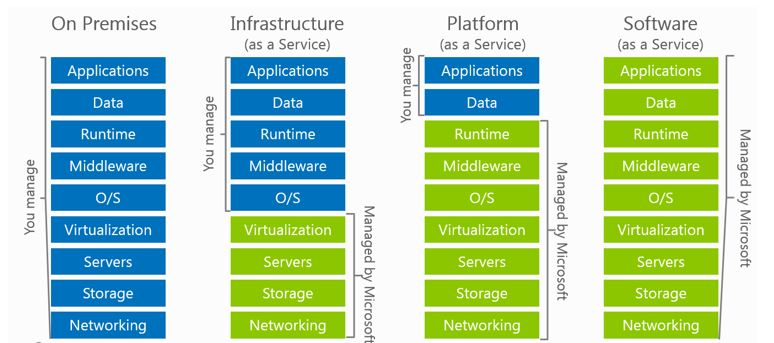 On Premises
You manage
Applications
Data
Runtime
Middleware
O/S
Virtualization
Servers
Storage
Networking
Infrastructure
(as a Service)
You manage
Applications
Data
Runtime
Middleware
O/S
Virtualization
Servers
Storage
Networking
Managed by Microsoft
Platform
(as a Service)
You manage
Applications
Data
Runtime
Middleware
O/S
Virtualization
Servers
Storage
Networking
Managed by Microsoft
Software
(as a Service)
Applications
Data
Runtime
Middleware
O/S
Virtualization
Servers
Storage
Networking
Managed by Microsoft